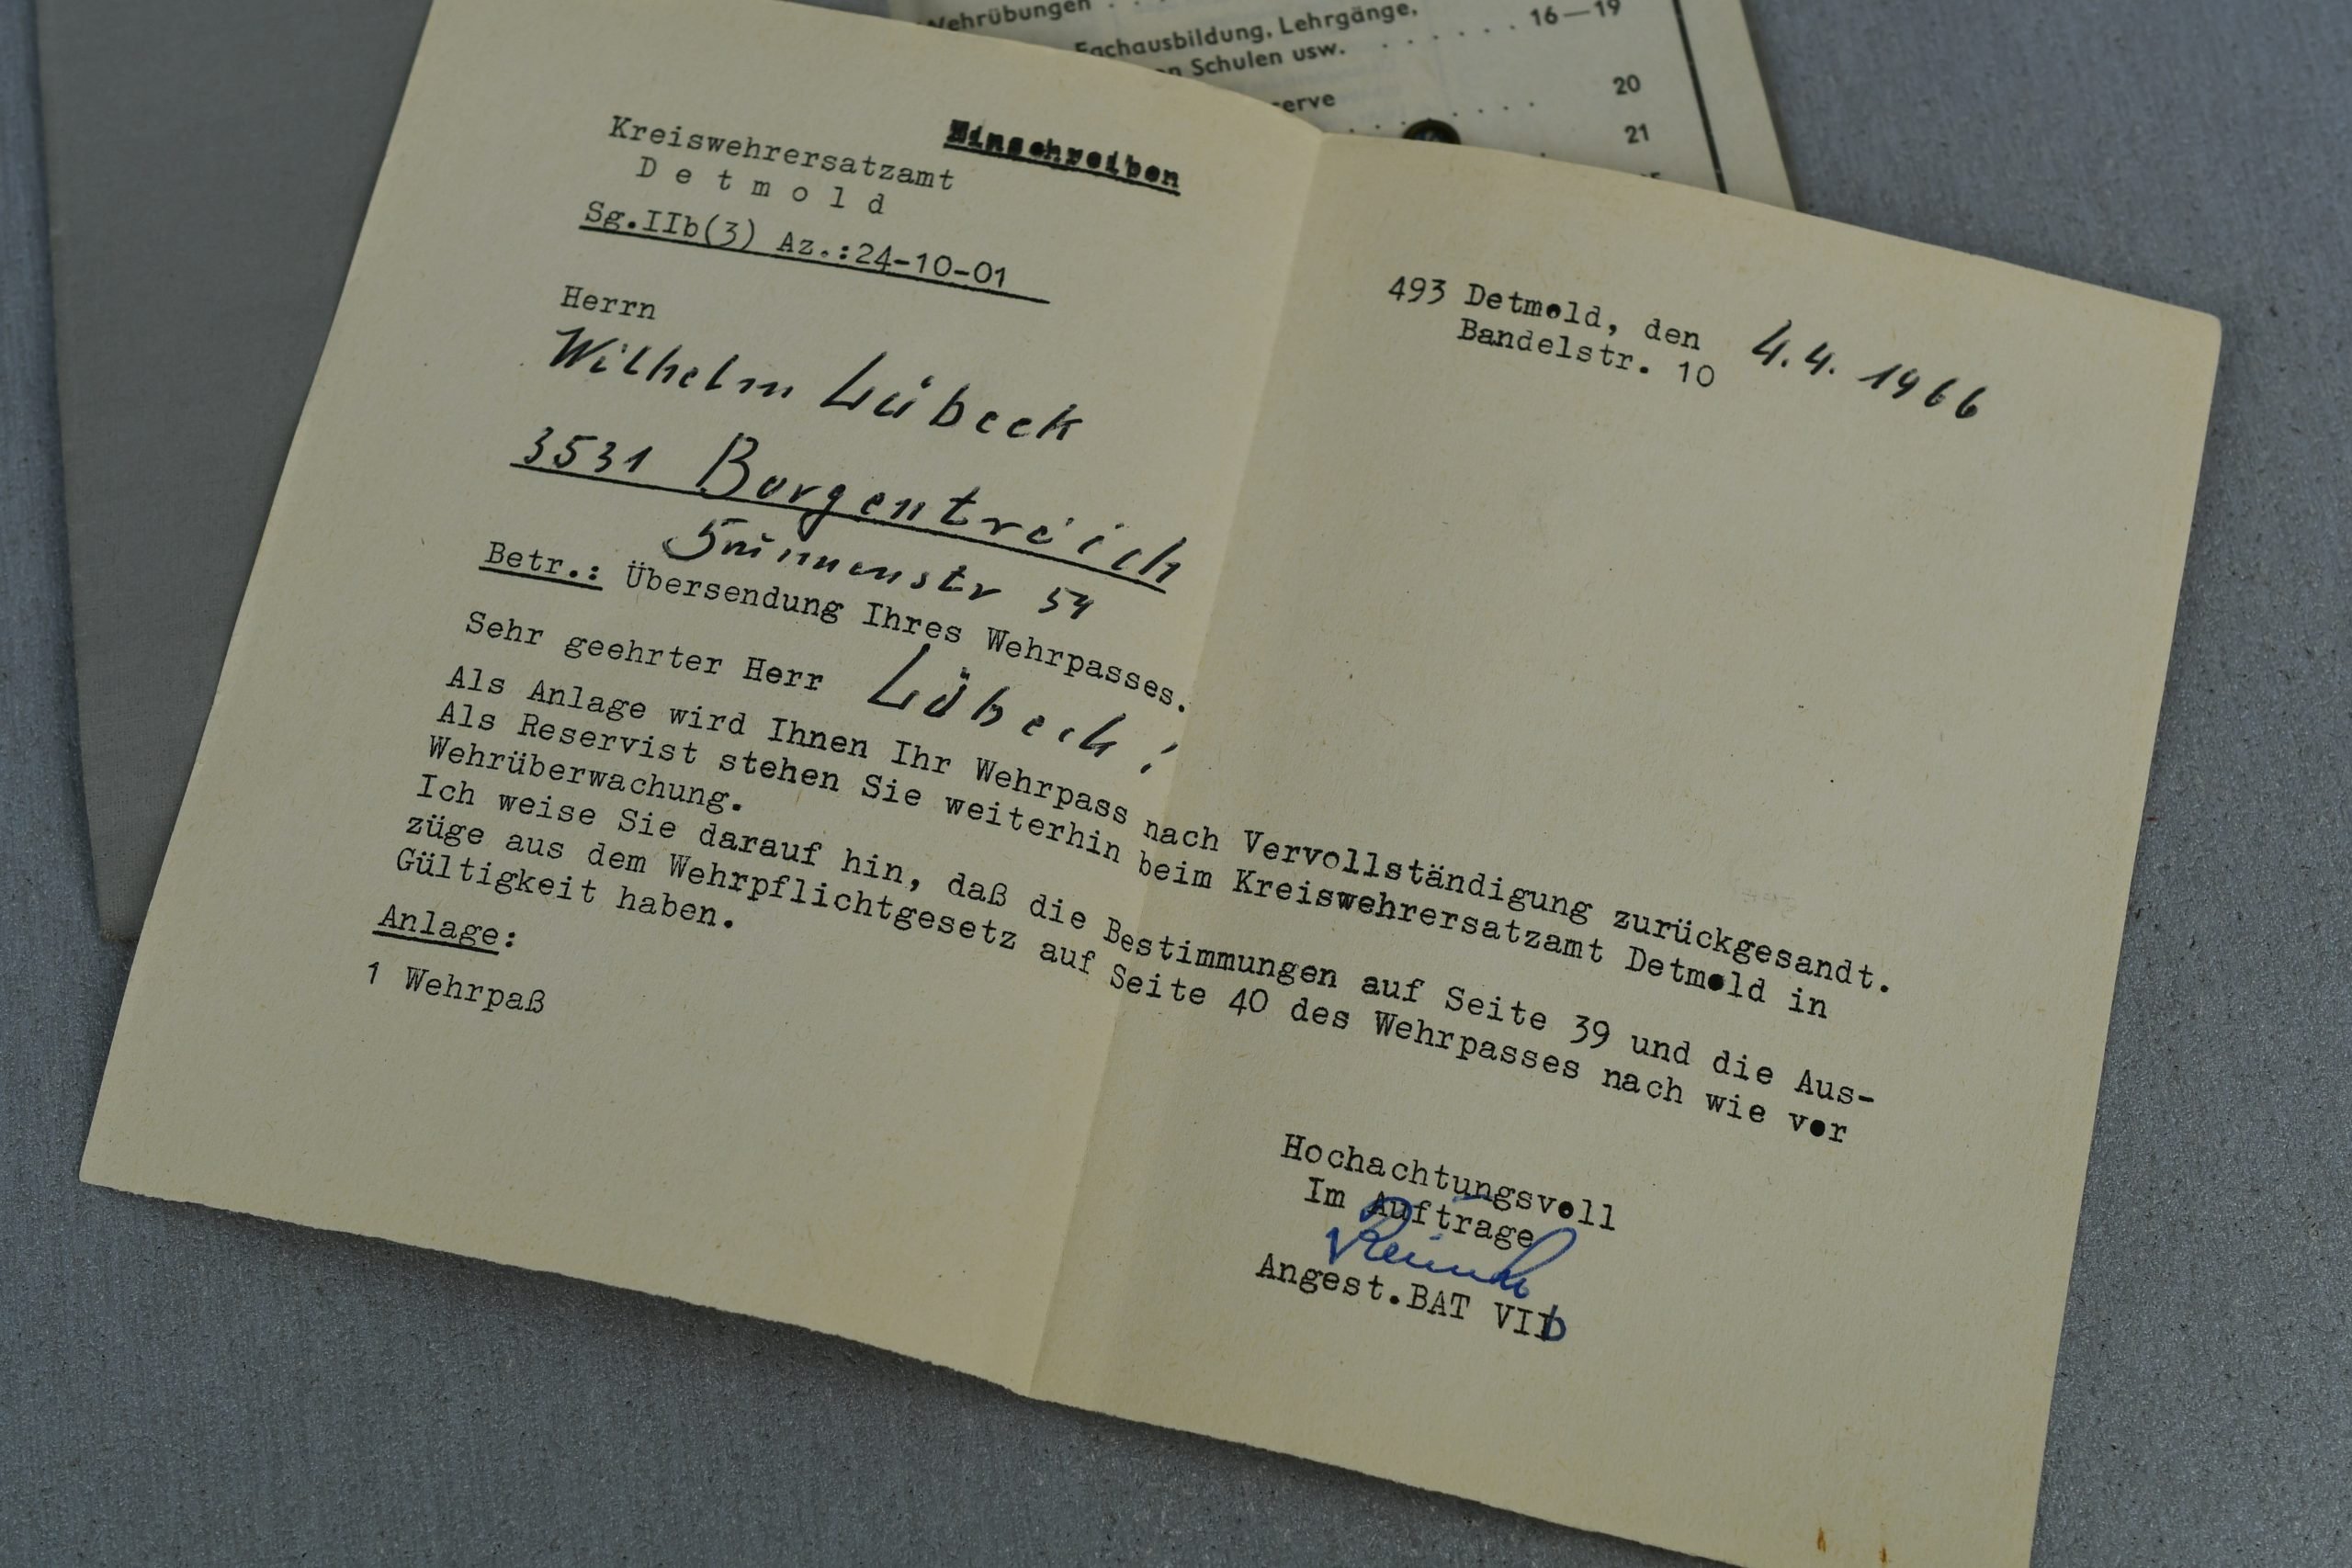 Wehrübungen . .
Fachausbildung, Lehrgänge,
Schulen usw. . . . . . . 16—19
20
21
Kreiswehrersatzamt
Detmold
Einschreiben
Sg.IIb(3) Az.:24-10-01
493 Detmold, den 4.4. 1966
Bandelstr. 10
Herrn
Wilhelm Lübeck
3531 Borgentreich
54
Betr.: Übersendung Ihres Wehrpasses.
Sehr geehrter Herr Lübeck!
Als Anlage wird Ihnen Ihr Wehrpass nach Vervollständigung zurückgesandt.
Als Reservist stehen Sie weiterhin beim Kreiswehrersatzamt Detmold in
Wehrüberwachung.
Ich weise Sie darauf hin, daß die Bestimmungen auf Seite 39 und die Aus-
züge aus dem Wehrpflichtgesetz auf Seite 40 des Wehrpasses nach wie vor
Gültigkeit haben.
Anlage:
1 Wehrpaß
Hochachtungsvoll
Im Auftrage
Angest.BAT VIIb